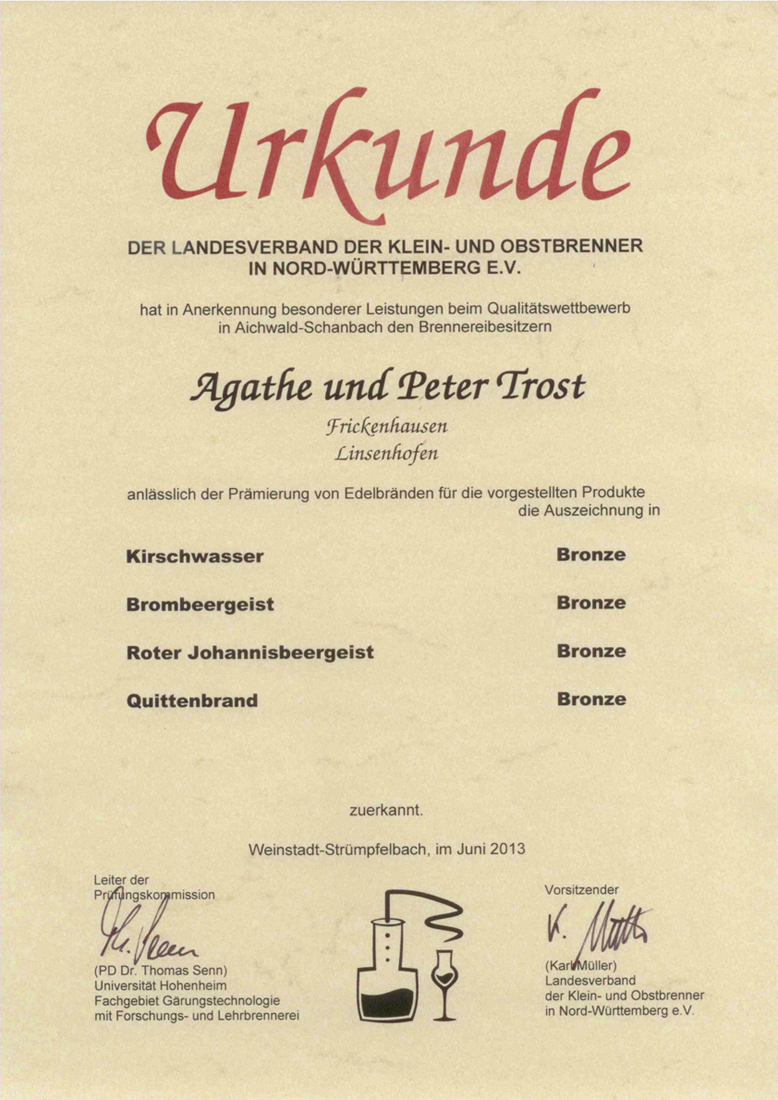 Urkunde
DER LANDESVERBAND DER KLEIN- UND OBSTBRENNER
IN NORD-WÜRTTEMBERG E.V.
hat in Anerkennung besonderer Leistungen beim Qualitätswettbewerb
in Aichwald-Schanbach den Brennereibesitzern
Agathe und Peter Trost
Frickenhausen
Linsenhofen
anlässlich der Prämierung von Edelbränden für die vorgestellten Produkte
die Auszeichnung in
Kirschwasser Bronze
Brombeergeist Bronze
Roter Johannisbeergeist Bronze
Quittenbrand Bronze
zuerkannt.
Weinstadt-Strümpfelbach, im Juni 2013
Leiter der
Prüfungskommission
Th. Senn
(PD Dr. Thomas Senn)
Universität Hohenheim
Fachgebiet Gärungstechnologie
mit Forschungs- und Lehrbrennerei
Vorsitzender
K. Müller
(Karl Müller)
Landesverband
der Klein- und Obstbrenner
in Nord-Württemberg e.V.